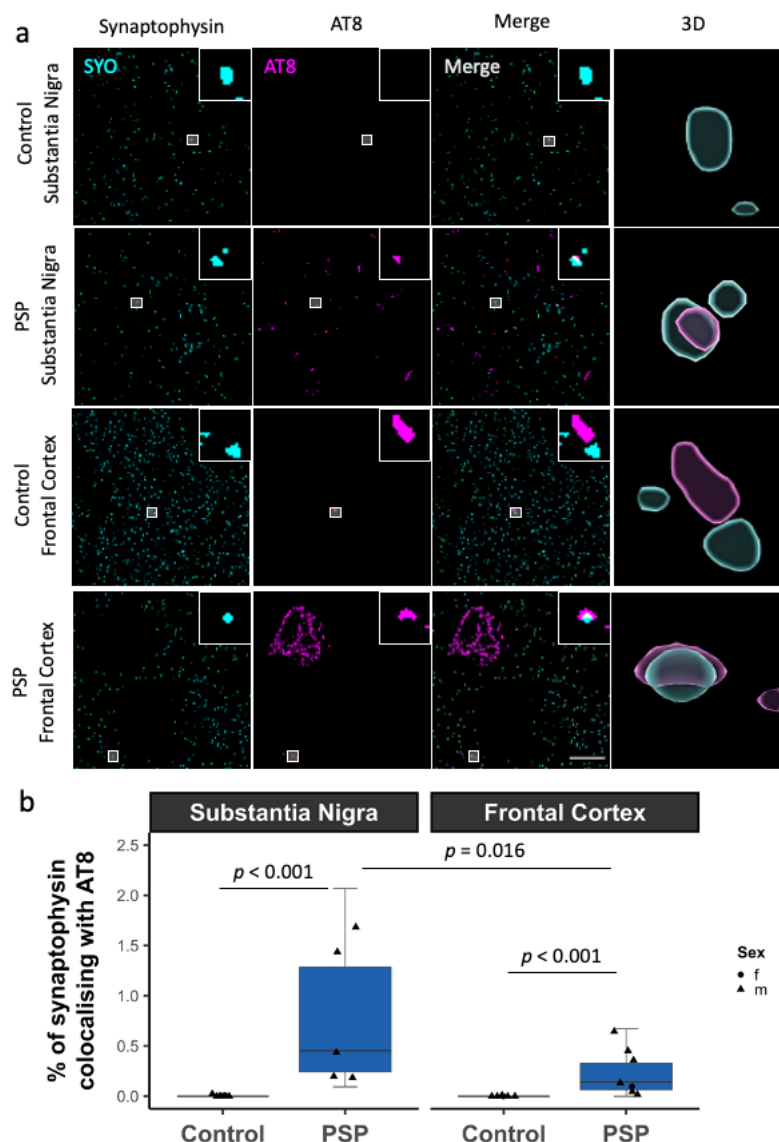 a
Synaptophysin AT8 Merge 3D
Control
Substantia Nigra
SYO AT8 Merge
PSP
Substantia Nigra
Control
Frontal Cortex
PSP
Frontal Cortex
b
Substantia Nigra Frontal Cortex
% of synaptophysin
colocalising with AT8
2.5
2.0
1.5
1.0
0.5
0.0
p < 0.001
p = 0.016
p < 0.001
Sex
f
m
Control PSP Control PSP